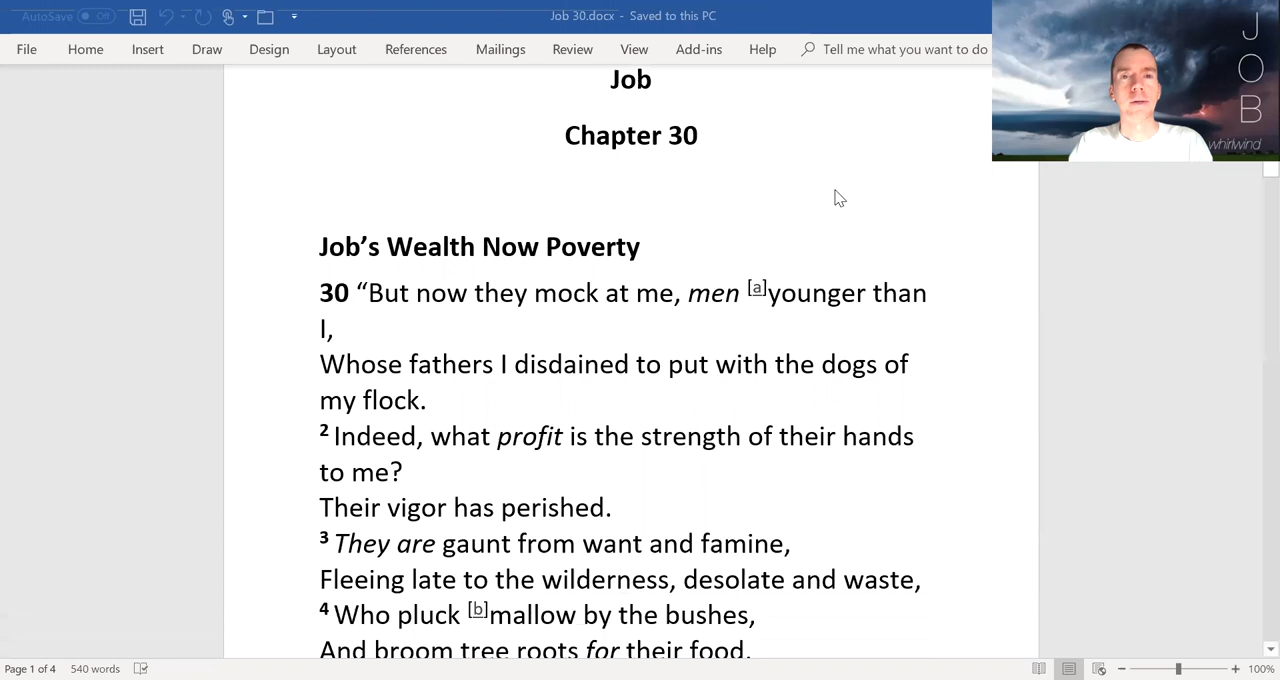 AutoSave Off Job 30.docx - Saved to this PC
File Home Insert Draw Design Layout References Mailings Review View Add-ins Help Tell me what you want to do
J
O
B
whirlwind
Job
Chapter 30
Job’s Wealth Now Poverty
30 “But now they mock at me, men [a]younger than
I,
Whose fathers I disdained to put with the dogs of
my flock.
2 Indeed, what profit is the strength of their hands
to me?
Their vigor has perished.
3 They are gaunt from want and famine,
Fleeing late to the wilderness, desolate and waste,
4 Who pluck [b]mallow by the bushes,
And broom tree roots for their food.
Page 1 of 4 540 words 100%